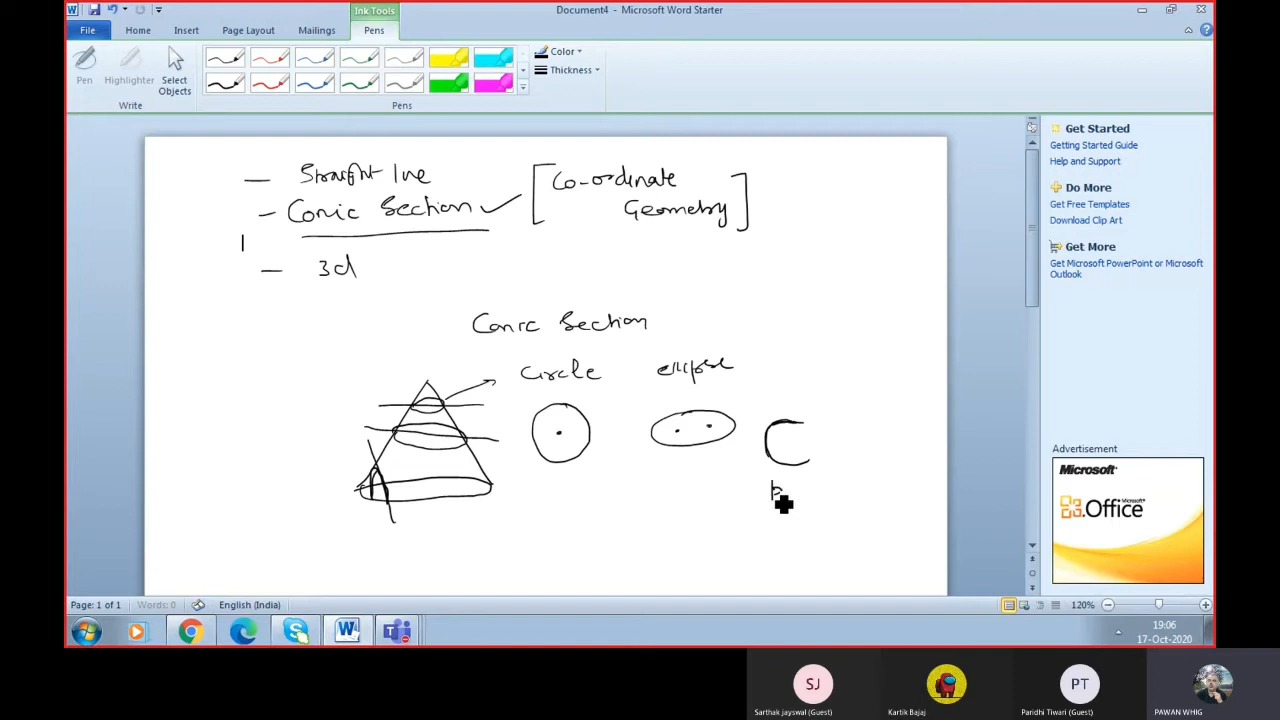 Document4 - Microsoft Word Starter
Ink Tools
File Home Insert Page Layout Mailings Pens
Pen Highlighter Select Objects
Color
Thickness
Write
Pens
— Straight line
— Conic Section ✓ [Co-ordinate
Geometry]
— 3d
Conic Section
Circle ellipse
Get Started
Getting Started Guide
Help and Support
Do More
Get Free Templates
Download Clip Art
Get More
Get Microsoft PowerPoint or Microsoft
Outlook
Advertisement
Microsoft
Office
Page: 1 of 1 Words: 0 English (India) 120%
19:06
17-Oct-2020
SJ PT
Sarthak jayswal (Guest) Kartik Bajaj Paridhi Tiwari (Guest) PAWAN WHIG